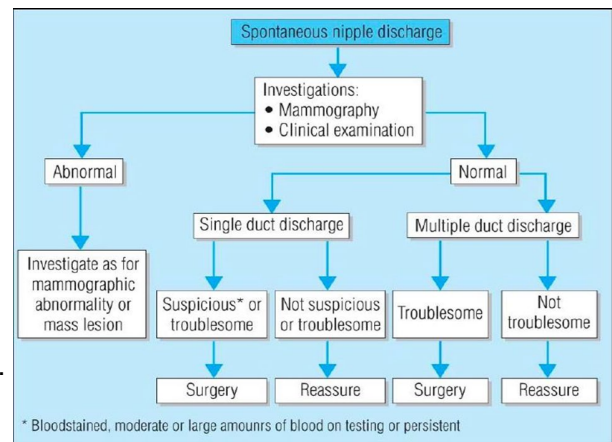 Spontaneous nipple discharge
Investigations:
• Mammography
• Clinical examination
Abnormal
Normal
Single duct discharge
Multiple duct discharge
Investigate as for
mammographic
abnormality or
mass lesion
Suspicious* or
troublesome
Not suspicious
or troublesome
Troublesome
Not
troublesome
Surgery
Reassure
Surgery
Reassure
* Bloodstained, moderate or large amounrs of blood on testing or persistent